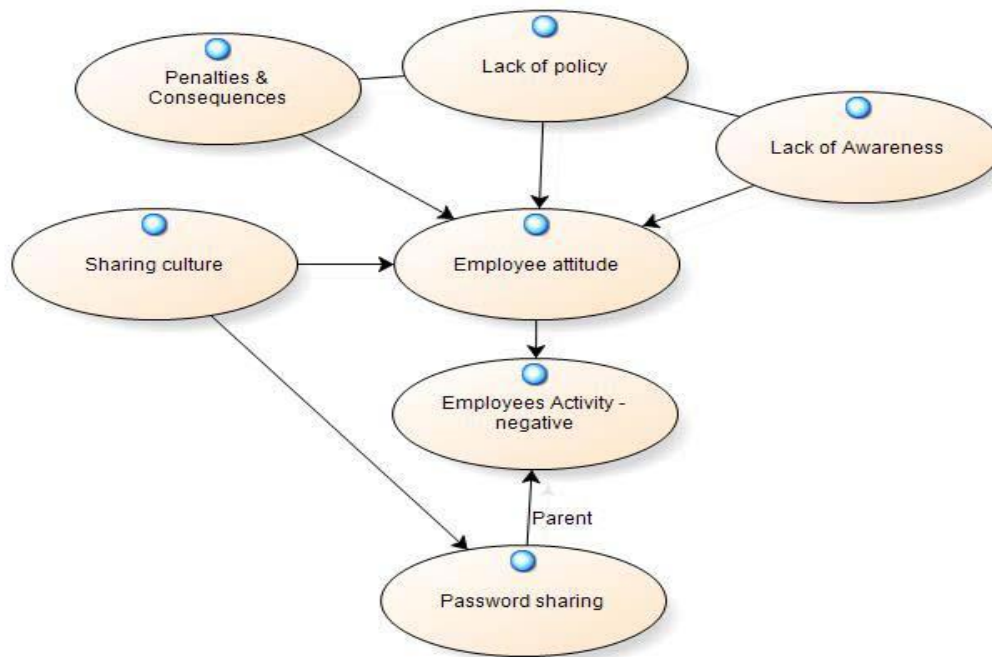 Penalties &
Consequences
Lack of policy
Lack of Awareness
Sharing culture
Employee attitude
Employees Activity -
negative
Parent
Password sharing